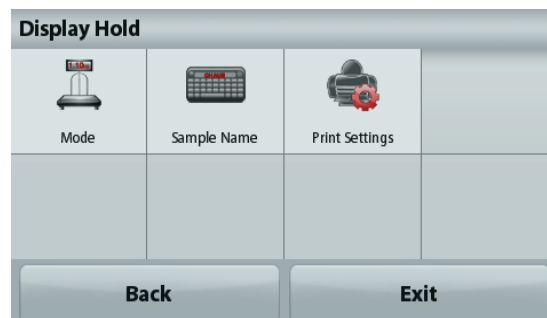 Display Hold
Mode
Sample Name
Print Settings
Back
Exit